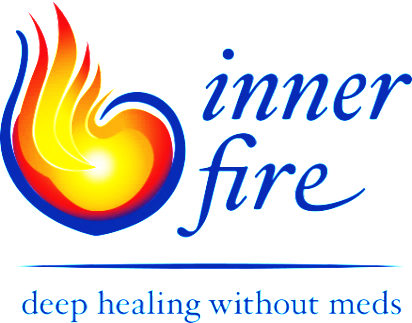 inner
fire
deep healing without meds